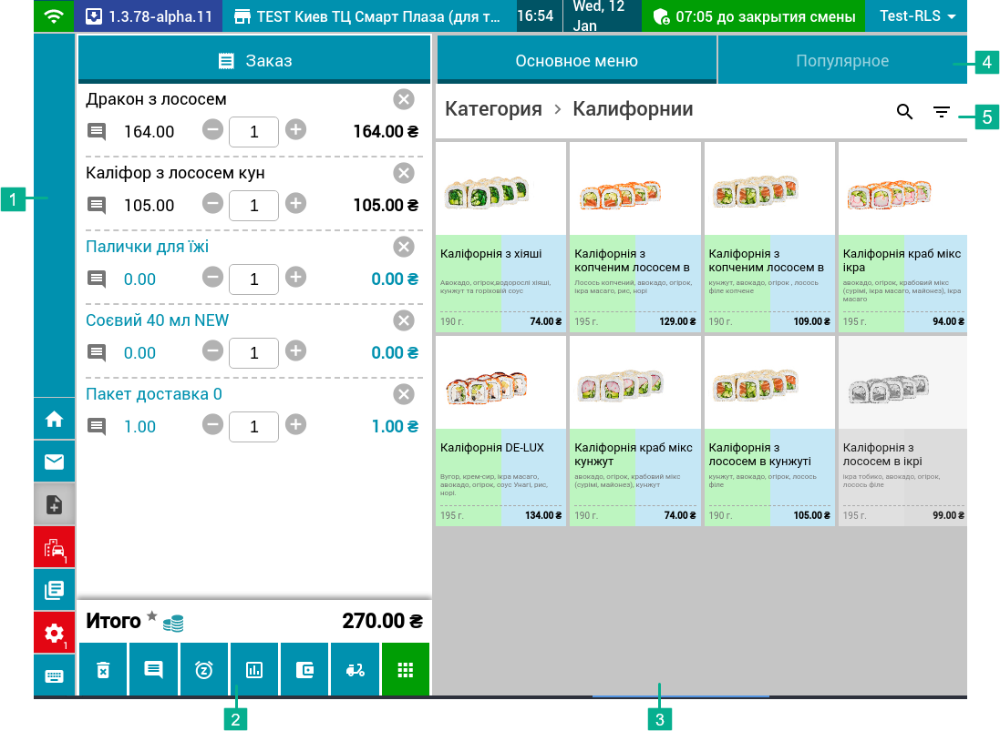 1.3.78-alpha.11
TEST Киев ТЦ Смарт Плаза (для т...
16:54
Wed, 12
Jan
07:05 до закрытия смены
Test-RLS
Заказ
Основное меню
Популярное
4
Дракон з лососем
164.00
1
164.00 ₴
Каліфор з лососем кун
105.00
1
105.00 ₴
Палички для їжі
0.00
1
0.00 ₴
Соєвий 40 мл NEW
0.00
1
0.00 ₴
Пакет доставка 0
1.00
1
1.00 ₴
1
1
1
Итого
270.00 ₴
2
Категория > Калифорнии
5
Каліфорнія з хіяші
Авокадо, огірок,водорослі хіяші,
кунжут та горіховій соус
190 г.
74.00 ₴
Каліфорнія з
копченим лососем в
Лосось копчений, авокадо, огірок,
ікра масаго, рис, норі
195 г.
129.00 ₴
Каліфорнія з
копченим лососем в
кунжут, авокадо, огірок , лосось
філе копчене
190 г.
109.00 ₴
Каліфорнія краб мікс
ікра
авокадо, огірок, крабовий мікс
(сурімі, ікра масаго, майонез), ікра
масаго
195 г.
94.00 ₴
Каліфорнія DE-LUX
Вугор, крем-сир, ікра масаго,
авокадо, огірок, соус Унагі, рис,
норі.
195 г.
134.00 ₴
Каліфорнія краб мікс
кунжут
авокадо, огірок, крабовий мікс
(сурімі, майонез), кунжут
190 г.
74.00 ₴
Каліфорнія з
лососем в кунжуті
кунжут, авокадо, огірок, лосось
філе
190 г.
105.00 ₴
Каліфорнія з
лососем в ікрі
ікра тобико, авокадо, огірок,
лосось філе
195 г.
99.00 ₴
3